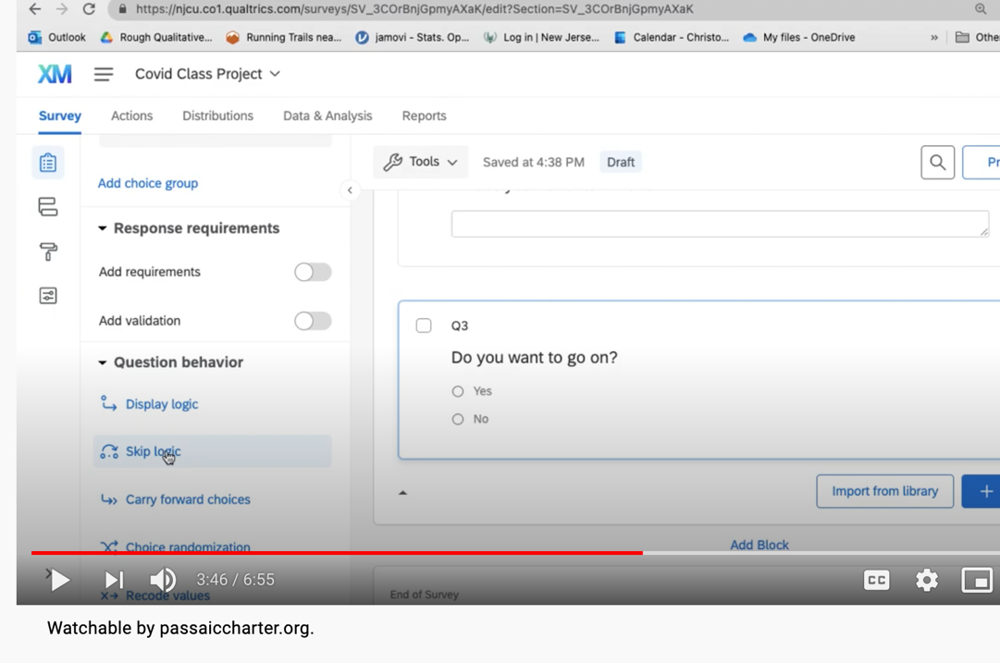 https://njcu.co1.qualtrics.com/surveys/SV_3COrBnjGpmyAXaK/edit?Section=SV_3COrBnjGpmyAXaK
Outlook Rough Qualitative... Running Trails nea... jamovi - Stats. Op... Log in | New Jerse... Calendar - Christo... My files - OneDrive » Othe
XM Covid Class Project
Survey Actions Distributions Data & Analysis Reports
Tools Saved at 4:38 PM Draft Pr
Add choice group
Response requirements
Add requirements
Add validation
Q3
Do you want to go on?
Yes
No
Question behavior
Display logic
Skip logic
Carry forward choices
Choice randomization
Recode values
Import from library +
Add Block
End of Survey
3:46 / 6:55 CC
Watchable by passaiccharter.org.